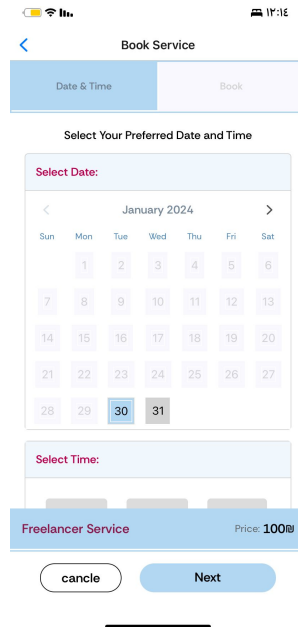 ١٢:١٤
Book Service
Date & Time Book
Select Your Preferred Date and Time
Select Date:
January 2024
Sun Mon Tue Wed Thu Fri Sat
1 2 3 4 5 6
7 8 9 10 11 12 13
14 15 16 17 18 19 20
21 22 23 24 25 26 27
28 29 30 31
Select Time:
Freelancer Service Price: 100₪
cancle Next